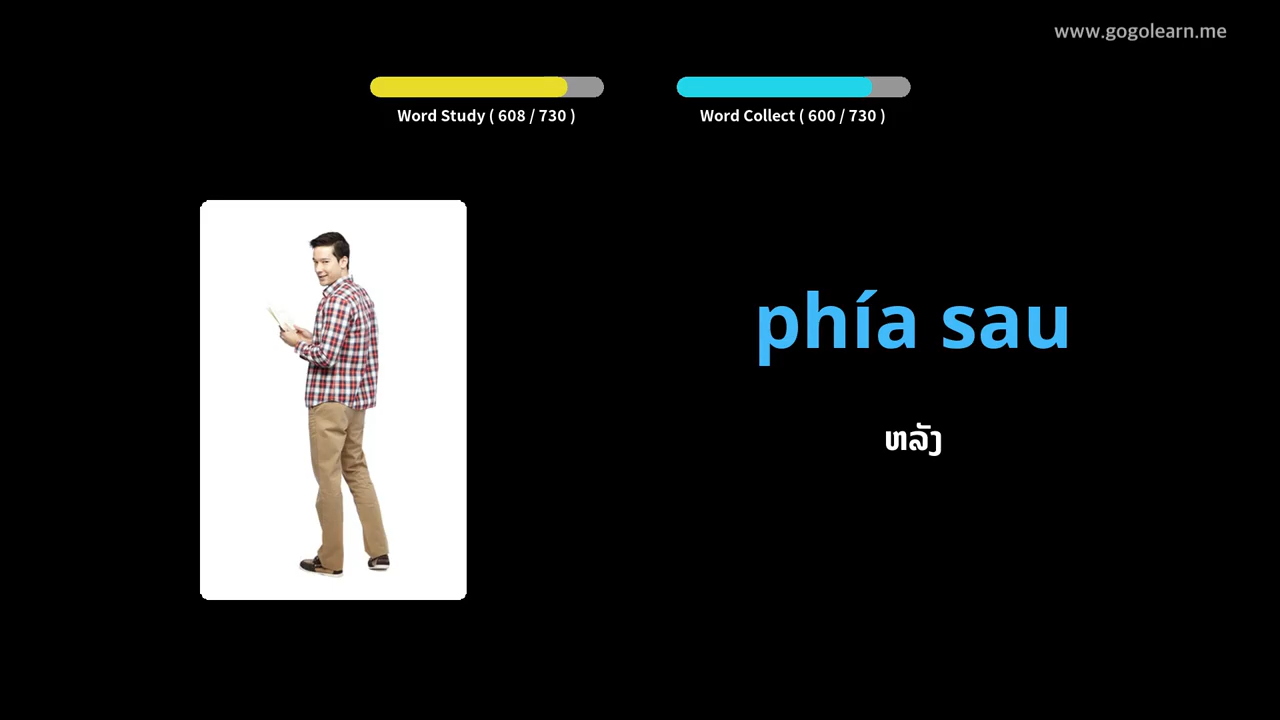 www.gogolearn.me
Word Study ( 608 / 730 )
Word Collect ( 600 / 730 )
phía sau
ຫລັງ